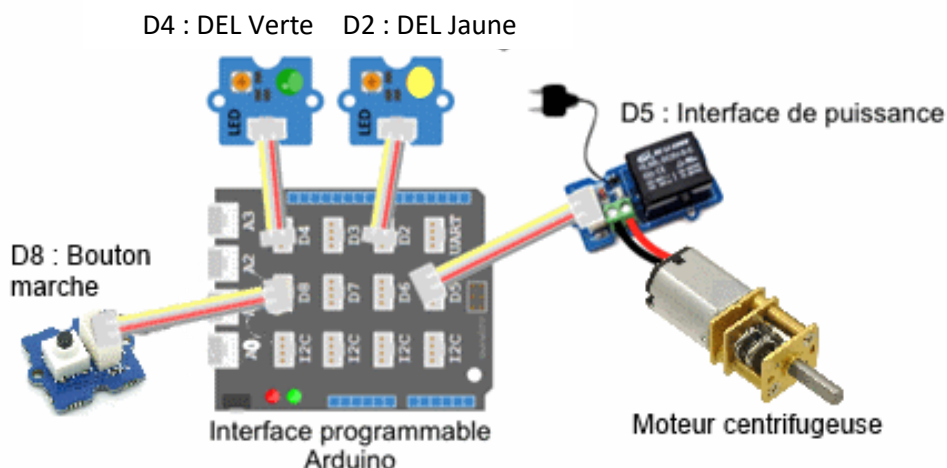 D4 : DEL Verte D2 : DEL Jaune
LED LED
D5 : Interface de puissance
D8 : Bouton
marche
A3
A2
A0
D4 D3 D2 UART
D8 D7 D6 D5
I2C I2C I2C I2C
Interface programmable
Arduino
Moteur centrifugeuse